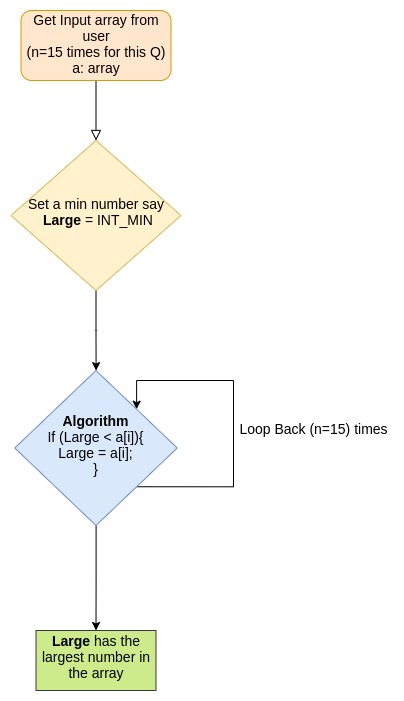 Get Input array from
user
(n=15 times for this Q)
a: array
Set a min number say
Large = INT_MIN
Algorithm
If (Large < a[i]){
Large = a[i];
}
Loop Back (n=15) times
Large has the
largest number in
the array